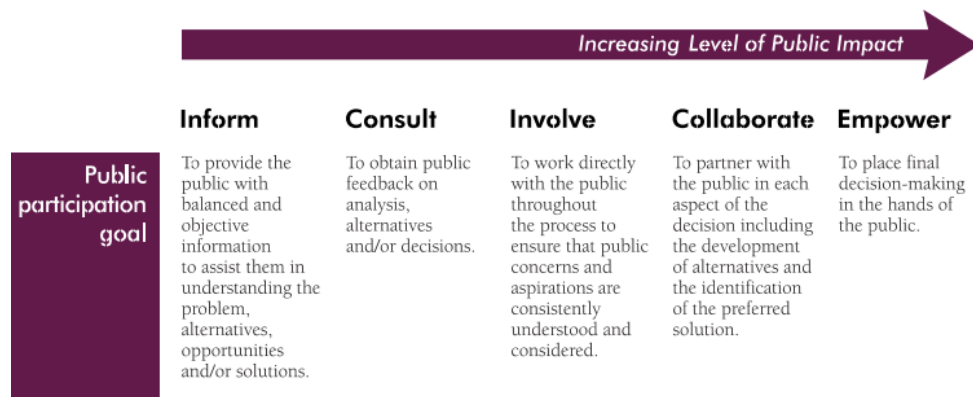 Increasing Level of Public Impact
Inform
Consult
Involve
Collaborate
Empower
Public
participation
goal
To provide the
public with
balanced and
objective
information
to assist them in
understanding the
problem,
alternatives,
opportunities
and/or solutions.
To obtain public
feedback on
analysis,
alternatives
and/or decisions.
To work directly
with the public
throughout
the process to
ensure that public
concerns and
aspirations are
consistently
understood and
considered.
To partner with
the public in each
aspect of the
decision including
the development
of alternatives and
the identification
of the preferred
solution.
To place final
decision-making
in the hands of
the public.